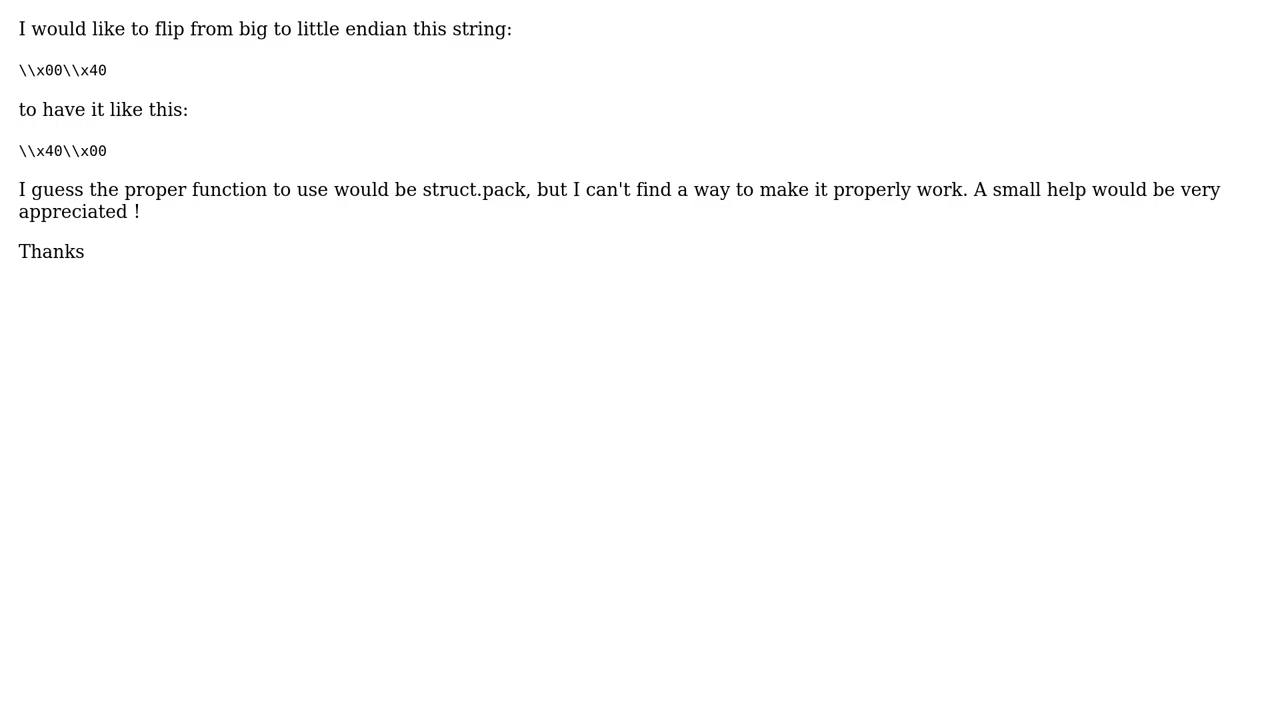 I would like to flip from big to little endian this string:
\\x00\\x40
to have it like this:
\\x40\\x00
I guess the proper function to use would be struct.pack, but I can't find a way to make it properly work. A small help would be very
appreciated !
Thanks